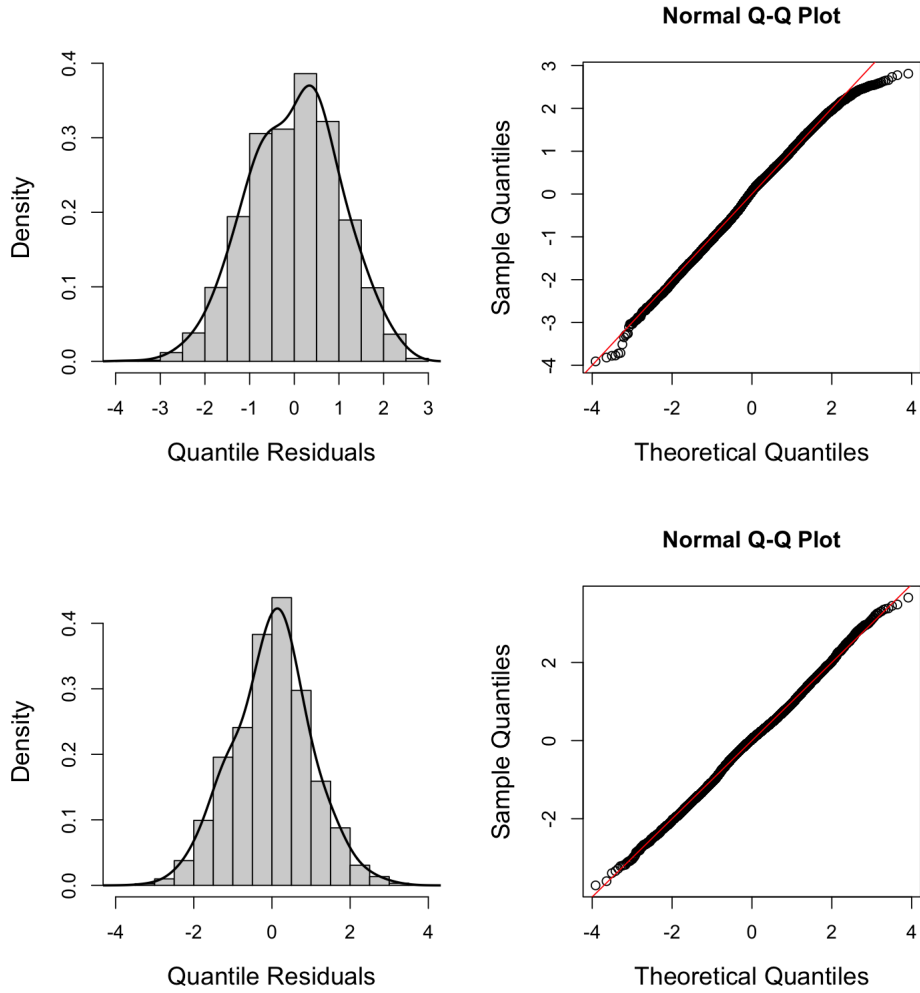 Normal Q-Q Plot
Density
0.0 0.1 0.2 0.3 0.4
-4 -3 -2 -1 0 1 2 3
Quantile Residuals
Sample Quantiles
-4 -3 -2 -1 0 1 2 3
-4 -2 0 2 4
Theoretical Quantiles
Normal Q-Q Plot
Density
0.0 0.1 0.2 0.3 0.4
-4 -2 0 2 4
Quantile Residuals
Sample Quantiles
-2 0 2
-4 -2 0 2 4
Theoretical Quantiles